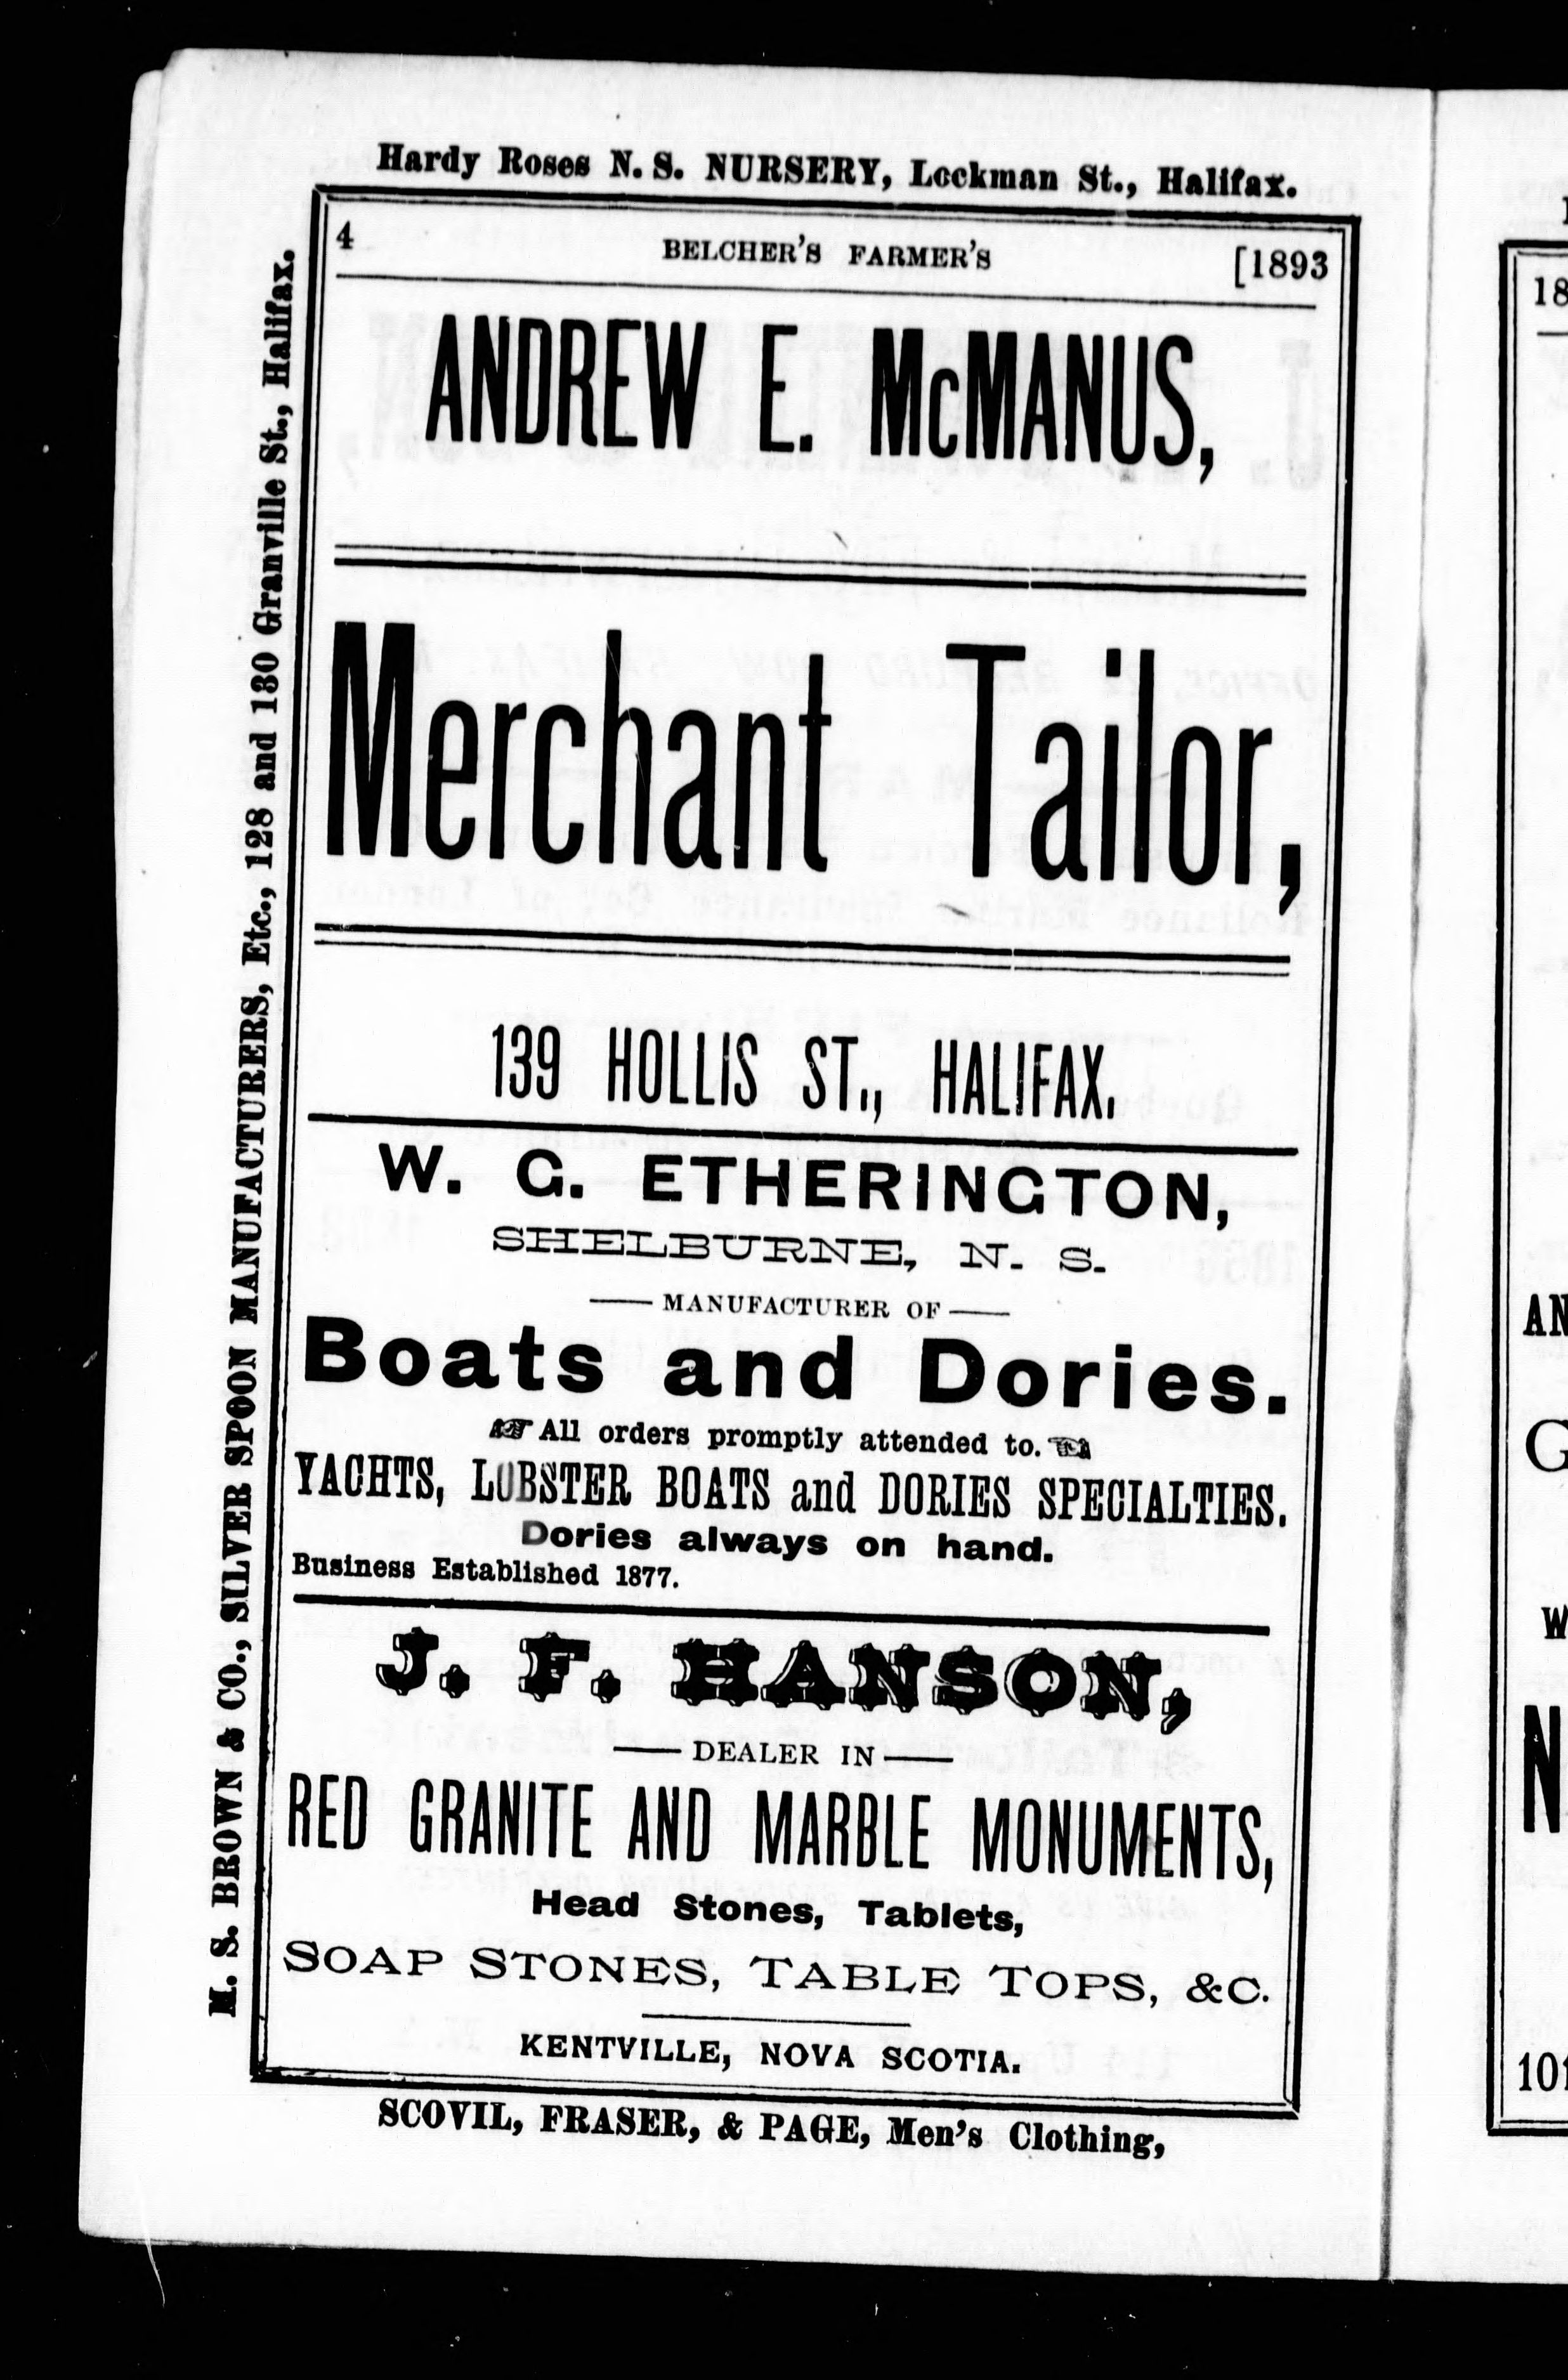 Hardy Roses N. S. NURSERY, Lockman St., Halifax.
4 BELCHER'S FARMER'S [1893
ANDREW E. McMANUS,
Merchant Tailor,
139 HOLLIS ST., HALIFAX.
W. G. ETHERINGTON,
SHELBURNE, N. S.
—MANUFACTURER OF—
Boats and Dories.
☞All orders promptly attended to.☜
YACHTS, LOBSTER BOATS and DORIES SPECIALTIES.
Dories always on hand.
Business Established 1877.
J. F. HANSON,
—DEALER IN—
RED GRANITE AND MARBLE MONUMENTS,
Head Stones, Tablets,
SOAP STONES, TABLE TOPS, &C.
KENTVILLE, NOVA SCOTIA.
SCOVIL, FRASER, & PAGE, Men's Clothing,
M. S. BROWN & CO., SILVER SPOON MANUFACTURERS, Etc., 128 and 130 Granville St., Halifax.
18
AN
G
W
N
101